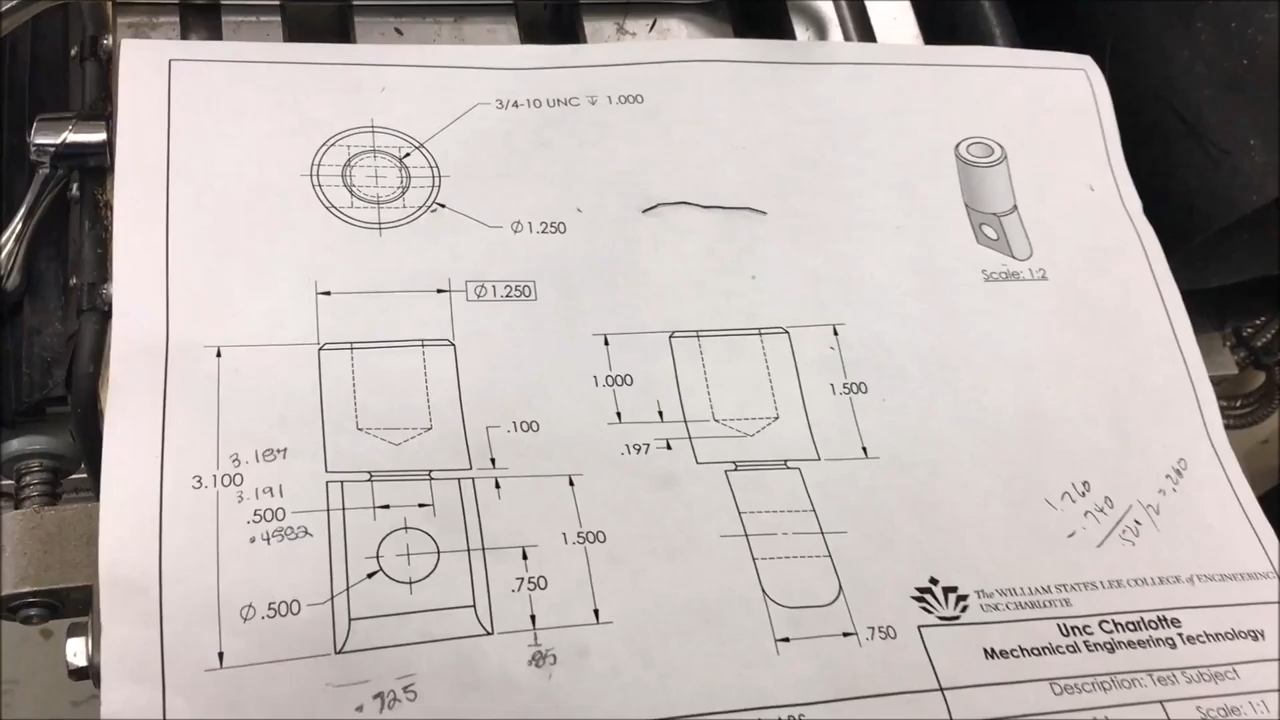 3/4-10 UNC ↧ 1.000
Ø1.250
Scale: 1:2
Ø1.250
1.000
1.500
.100
.197
3.187
3.100
3.191
.500
.4582
1.500
.750
Ø.500
.85
.925
.750
1.260
- .740
.520/2=.260
The WILLIAM STATES LEE COLLEGE of ENGINEERING
UNC CHARLOTTE
Unc Charlotte
Mechanical Engineering Technology
Description: Test Subject
Scale: 1:1